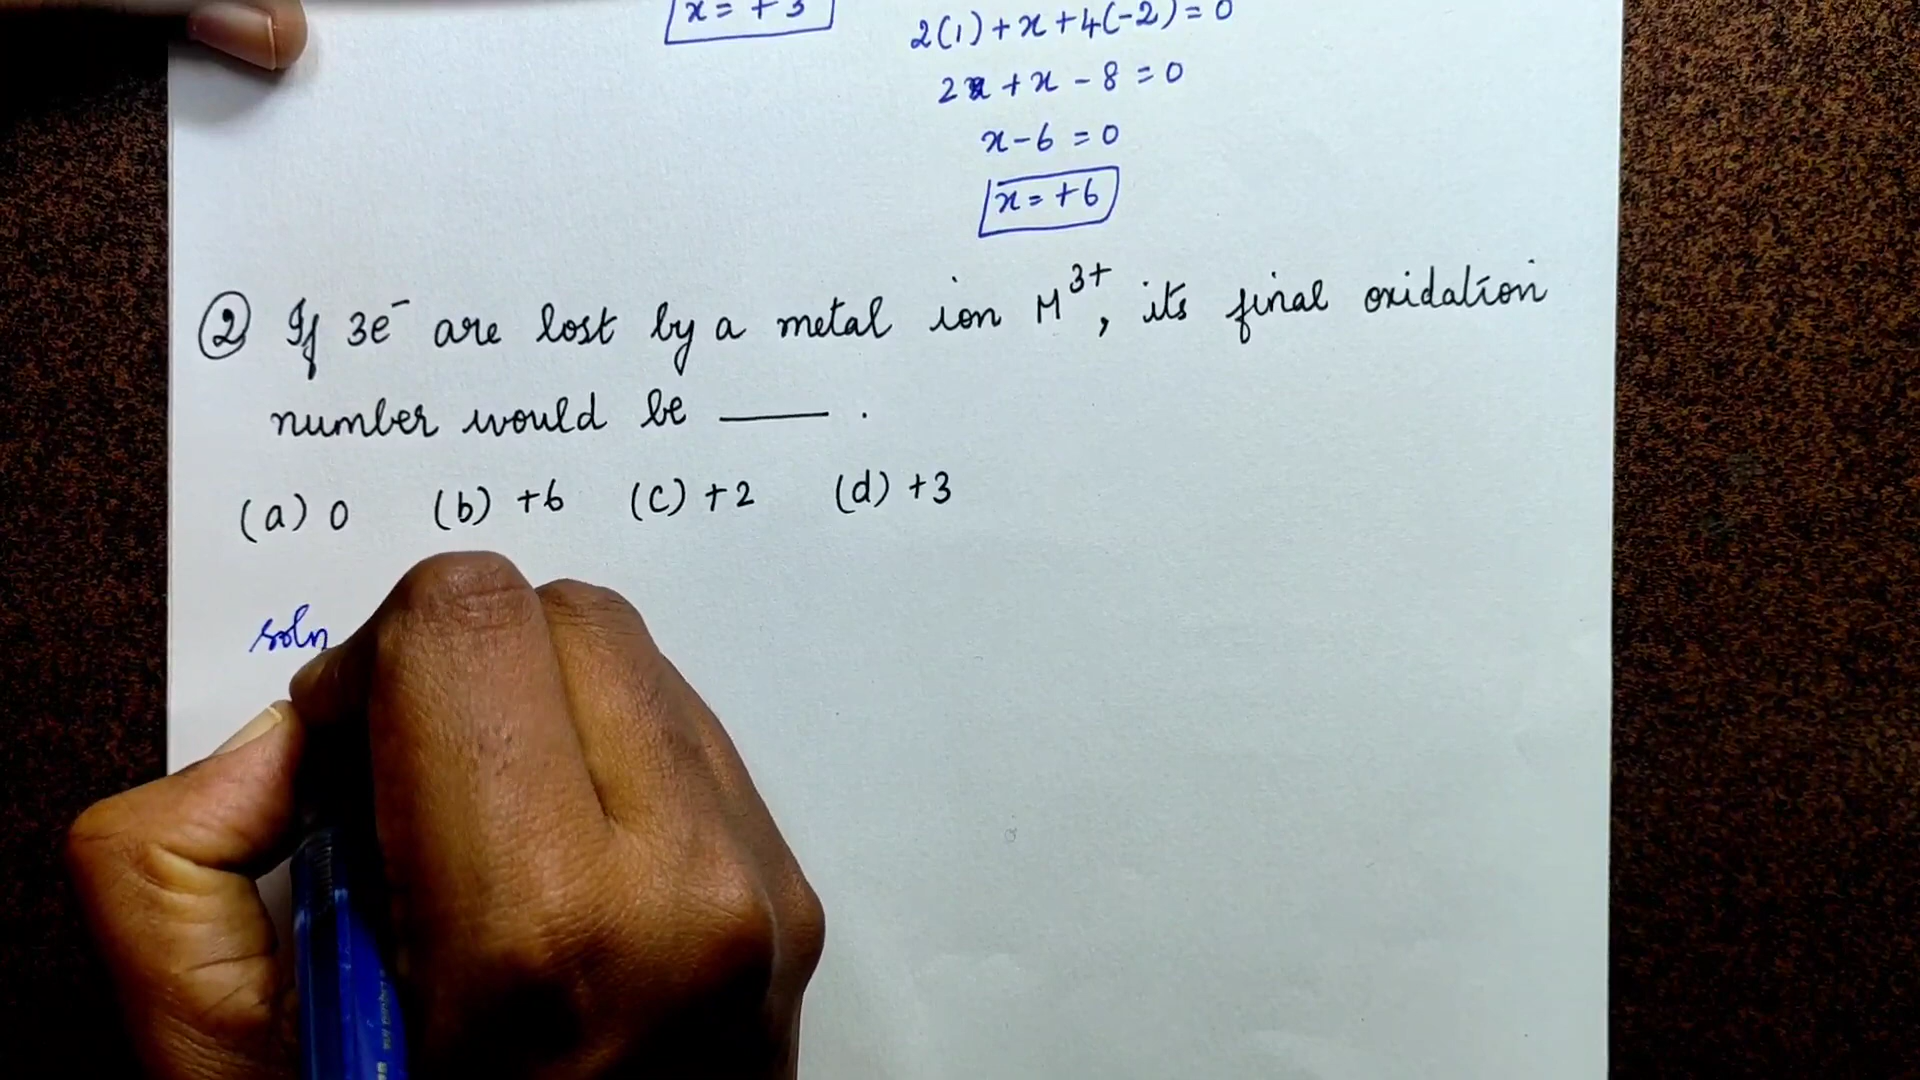 x = +3
2(1) + x + 4(-2) = 0
2 + x - 8 = 0
x - 6 = 0
x = +6
② If 3e⁻ are lost by a metal ion M³⁺, its final oxidation
number would be ___ .
(a) 0 (b) +6 (c) +2 (d) +3
soln